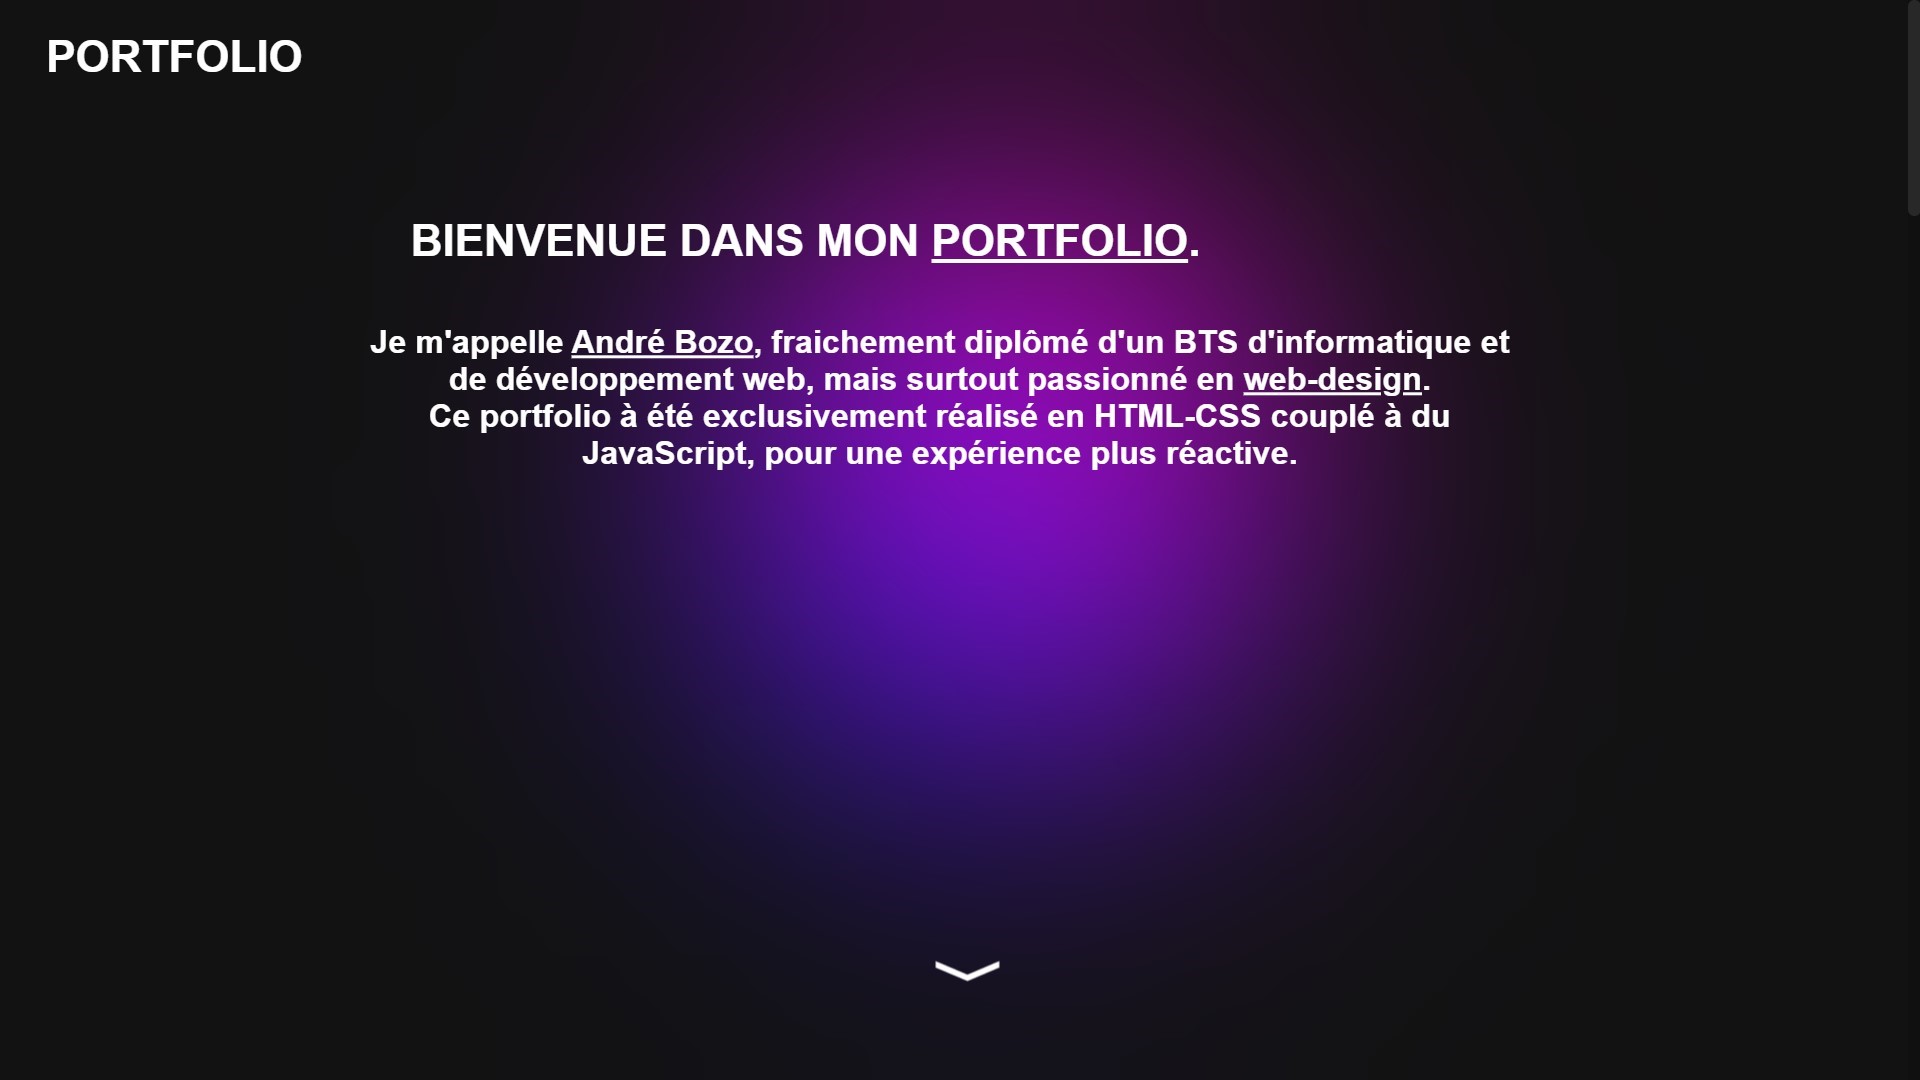 PORTFOLIO
BIENVENUE DANS MON PORTFOLIO.
Je m'appelle André Bozo, fraichement diplômé d'un BTS d'informatique et
de développement web, mais surtout passionné en web-design.
Ce portfolio à été exclusivement réalisé en HTML-CSS couplé à du
JavaScript, pour une expérience plus réactive.